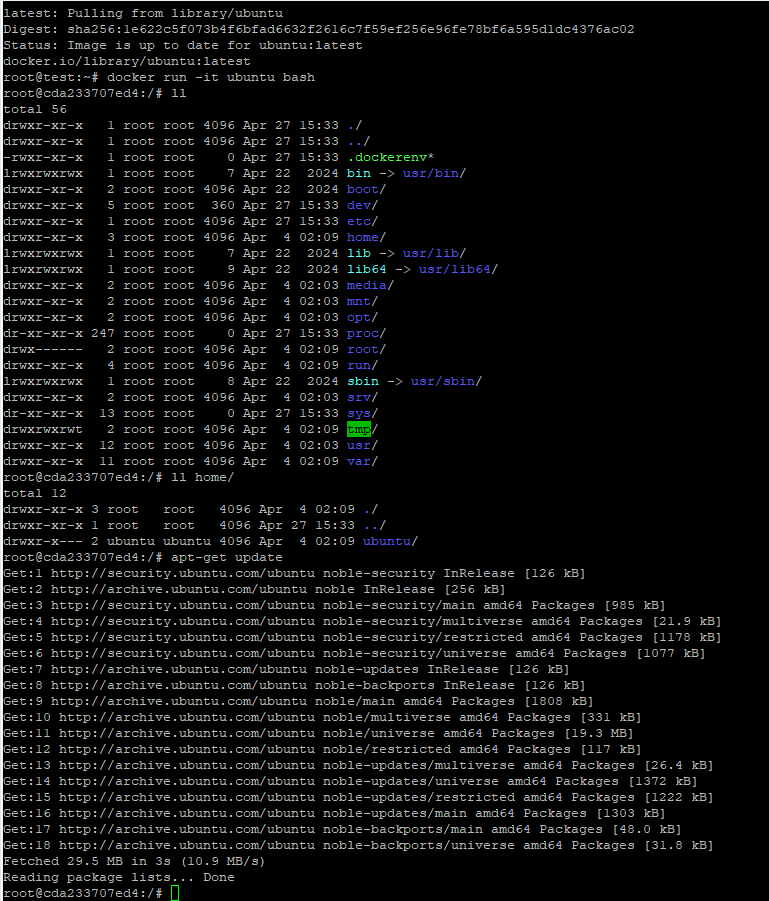 latest: Pulling from library/ubuntu
Digest: sha256:1e622c5f073b4f6bfad6632f2616c7f59ef256e96fe78bf6a595d1dc4376ac02
Status: Image is up to date for ubuntu:latest
docker.io/library/ubuntu:latest
root@test:~# docker run -it ubuntu bash
root@cda233707ed4:/# ll
total 56
drwxr-xr-x   1 root root 4096 Apr 27 15:33 ./
drwxr-xr-x   1 root root 4096 Apr 27 15:33 ../
-rwxr-xr-x   1 root root    0 Apr 27 15:33 .dockerenv*
lrwxrwxrwx   1 root root    7 Apr 22  2024 bin -> usr/bin/
drwxr-xr-x   2 root root 4096 Apr 22  2024 boot/
drwxr-xr-x   5 root root  360 Apr 27 15:33 dev/
drwxr-xr-x   1 root root 4096 Apr 27 15:33 etc/
drwxr-xr-x   3 root root 4096 Apr  4 02:09 home/
lrwxrwxrwx   1 root root    7 Apr 22  2024 lib -> usr/lib/
lrwxrwxrwx   1 root root    9 Apr 22  2024 lib64 -> usr/lib64/
drwxr-xr-x   2 root root 4096 Apr  4 02:03 media/
drwxr-xr-x   2 root root 4096 Apr  4 02:03 mnt/
drwxr-xr-x   2 root root 4096 Apr  4 02:03 opt/
dr-xr-xr-x 247 root root    0 Apr 27 15:33 proc/
drwx------   2 root root 4096 Apr  4 02:09 root/
drwxr-xr-x   4 root root 4096 Apr  4 02:09 run/
lrwxrwxrwx   1 root root    8 Apr 22  2024 sbin -> usr/sbin/
drwxr-xr-x   2 root root 4096 Apr  4 02:03 srv/
dr-xr-xr-x  13 root root    0 Apr 27 15:33 sys/
drwxrwxrwt   2 root root 4096 Apr  4 02:09 tmp/
drwxr-xr-x  12 root root 4096 Apr  4 02:03 usr/
drwxr-xr-x  11 root root 4096 Apr  4 02:09 var/
root@cda233707ed4:/# ll home/
total 12
drwxr-xr-x 3 root   root   4096 Apr  4 02:09 ./
drwxr-xr-x 1 root   root   4096 Apr 27 15:33 ../
drwxr-x--- 2 ubuntu ubuntu 4096 Apr  4 02:09 ubuntu/
root@cda233707ed4:/# apt-get update
Get:1 http://security.ubuntu.com/ubuntu noble-security InRelease [126 kB]
Get:2 http://archive.ubuntu.com/ubuntu noble InRelease [256 kB]
Get:3 http://security.ubuntu.com/ubuntu noble-security/main amd64 Packages [985 kB]
Get:4 http://security.ubuntu.com/ubuntu noble-security/multiverse amd64 Packages [21.9 kB]
Get:5 http://security.ubuntu.com/ubuntu noble-security/restricted amd64 Packages [1178 kB]
Get:6 http://security.ubuntu.com/ubuntu noble-security/universe amd64 Packages [1077 kB]
Get:7 http://archive.ubuntu.com/ubuntu noble-updates InRelease [126 kB]
Get:8 http://archive.ubuntu.com/ubuntu noble-backports InRelease [126 kB]
Get:9 http://archive.ubuntu.com/ubuntu noble/main amd64 Packages [1808 kB]
Get:10 http://archive.ubuntu.com/ubuntu noble/multiverse amd64 Packages [331 kB]
Get:11 http://archive.ubuntu.com/ubuntu noble/universe amd64 Packages [19.3 MB]
Get:12 http://archive.ubuntu.com/ubuntu noble/restricted amd64 Packages [117 kB]
Get:13 http://archive.ubuntu.com/ubuntu noble-updates/multiverse amd64 Packages [26.4 kB]
Get:14 http://archive.ubuntu.com/ubuntu noble-updates/universe amd64 Packages [1372 kB]
Get:15 http://archive.ubuntu.com/ubuntu noble-updates/restricted amd64 Packages [1222 kB]
Get:16 http://archive.ubuntu.com/ubuntu noble-updates/main amd64 Packages [1303 kB]
Get:17 http://archive.ubuntu.com/ubuntu noble-backports/main amd64 Packages [48.0 kB]
Get:18 http://archive.ubuntu.com/ubuntu noble-backports/universe amd64 Packages [31.8 kB]
Fetched 29.5 MB in 3s (10.9 MB/s)
Reading package lists... Done
root@cda233707ed4:/#